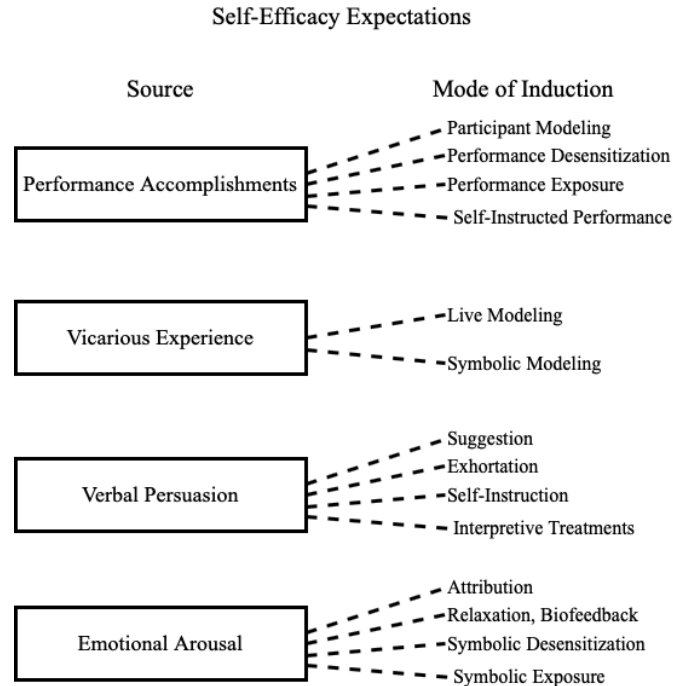 Self-Efficacy Expectations
Source
Mode of Induction
Performance Accomplishments
Participant Modeling
Performance Desensitization
Performance Exposure
Self-Instructed Performance
Vicarious Experience
Live Modeling
Symbolic Modeling
Verbal Persuasion
Suggestion
Exhortation
Self-Instruction
Interpretive Treatments
Emotional Arousal
Attribution
Relaxation, Biofeedback
Symbolic Desensitization
Symbolic Exposure